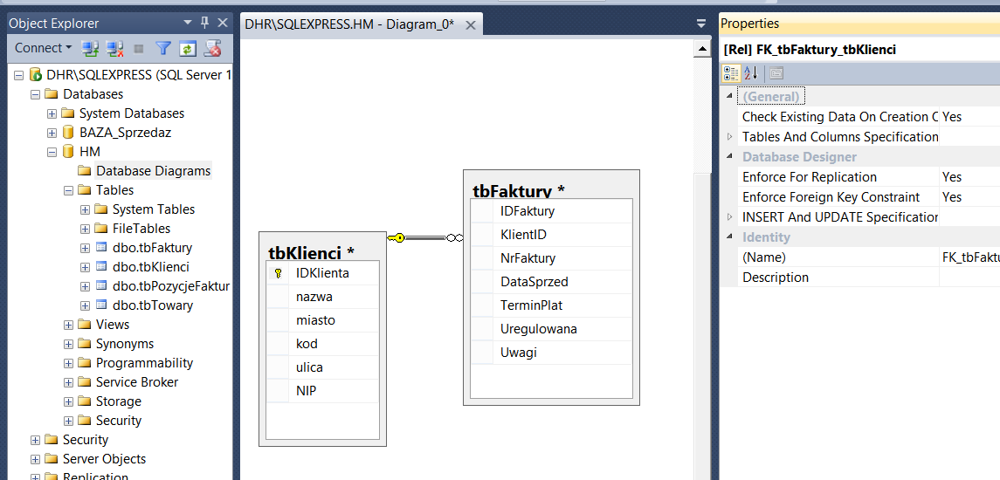 Object Explorer
Connect
DHR\SQLEXPRESS (SQL Server 1
Databases
System Databases
BAZA_Sprzedaz
HM
Database Diagrams
Tables
System Tables
FileTables
dbo.tbFaktury
dbo.tbKlienci
dbo.tbPozycjeFaktur
dbo.tbTowary
Views
Synonyms
Programmability
Service Broker
Storage
Security
Security
Server Objects
Replication
DHR\SQLEXPRESS.HM - Diagram_0*
tbKlienci *
IDKlienta
nazwa
miasto
kod
ulica
NIP
tbFaktury *
IDFaktury
KlientID
NrFaktury
DataSprzed
TerminPlat
Uregulowana
Uwagi
Properties
[Rel] FK_tbFaktury_tbKlienci
(General)
Check Existing Data On Creation O Yes
Tables And Columns Specification
Database Designer
Enforce For Replication Yes
Enforce Foreign Key Constraint Yes
INSERT And UPDATE Specification
Identity
(Name) FK_tbFaktu
Description